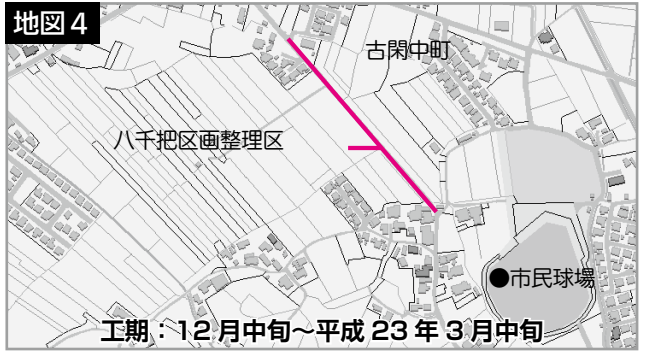 地図4
古閑中町
八千把区画整理区
●市民球場
工期：12月中旬～平成23年3月中旬